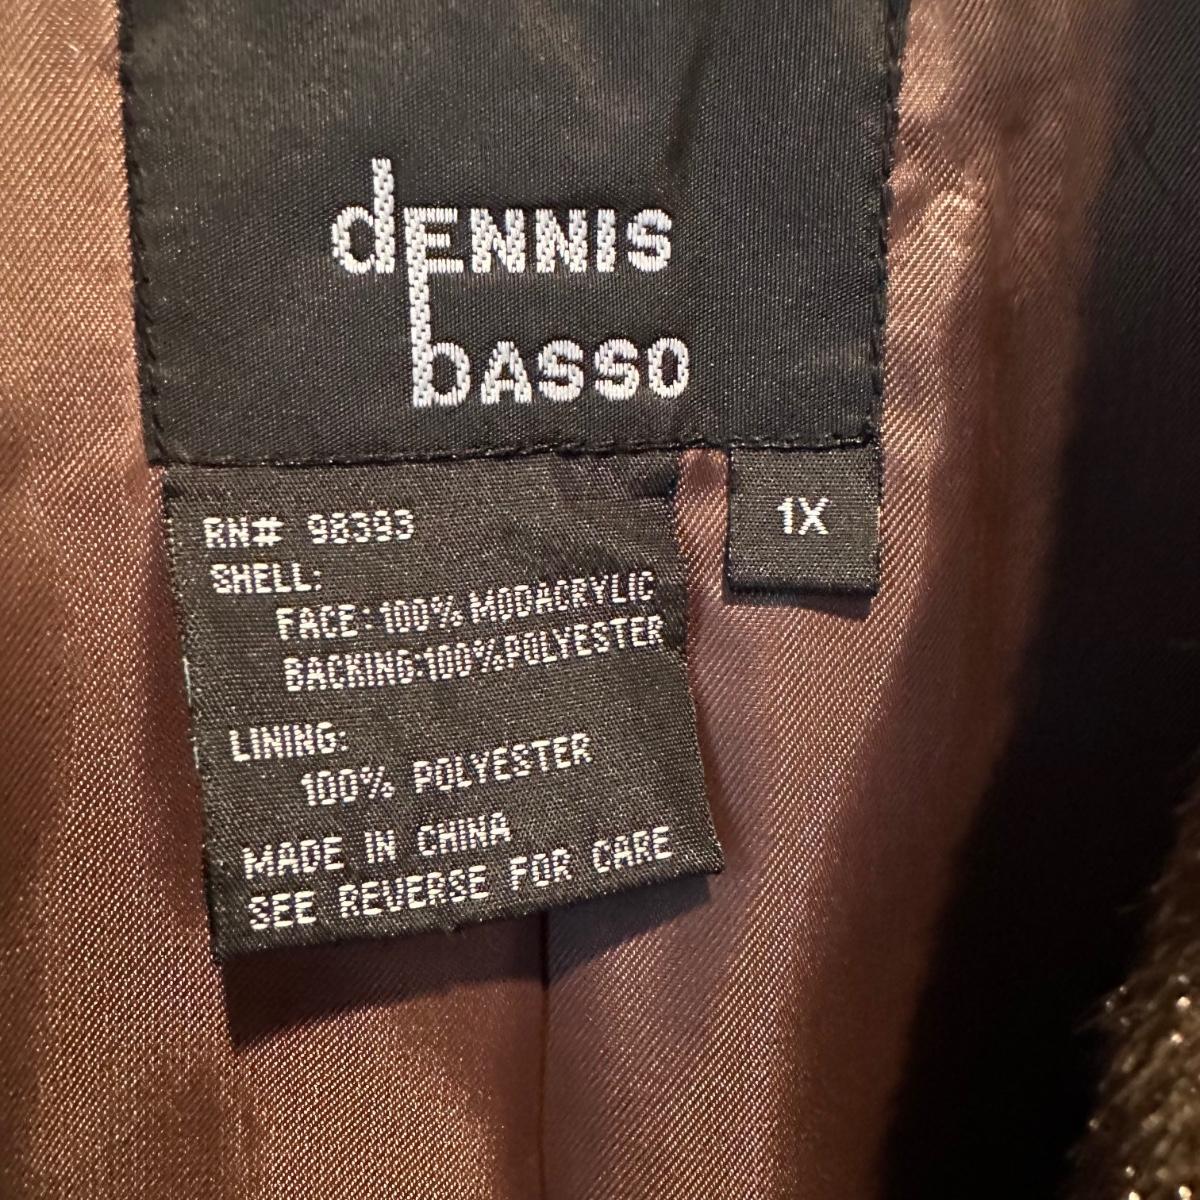 dENNIS
bASSO
1X
RN# 98393
SHELL:
FACE: 100% MODACRYLIC
BACKING: 100% POLYESTER
LINING:
100% POLYESTER
MADE IN CHINA
SEE REVERSE FOR CARE